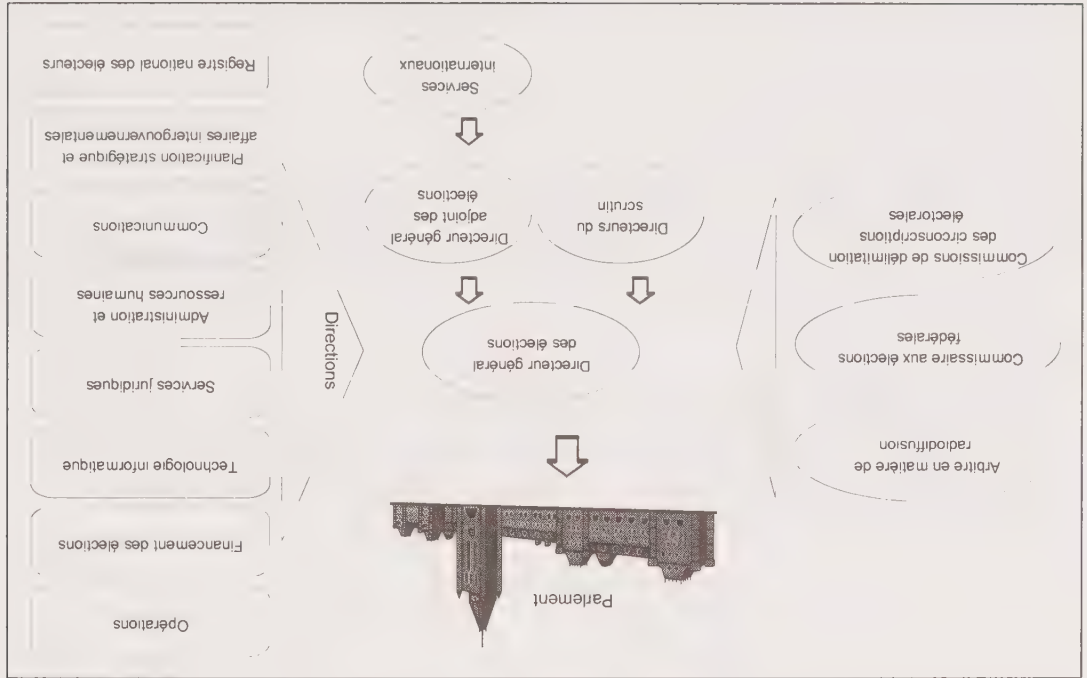 Parlement
Arbitre en matière de
radiodiffusion
Commissaire aux élections
fédérales
Commissions de délimitation
des circonscriptions
électorales
Directeur général
des élections
Directeurs du
scrutin
Directeur général
adjoint des
élections
Services
internationaux
Directions
Opérations
Financement des élections
Technologie informatique
Services juridiques
Administration et
ressources humaines
Communications
Planification stratégique et
affaires intergouvernementales
Registre national des électeurs